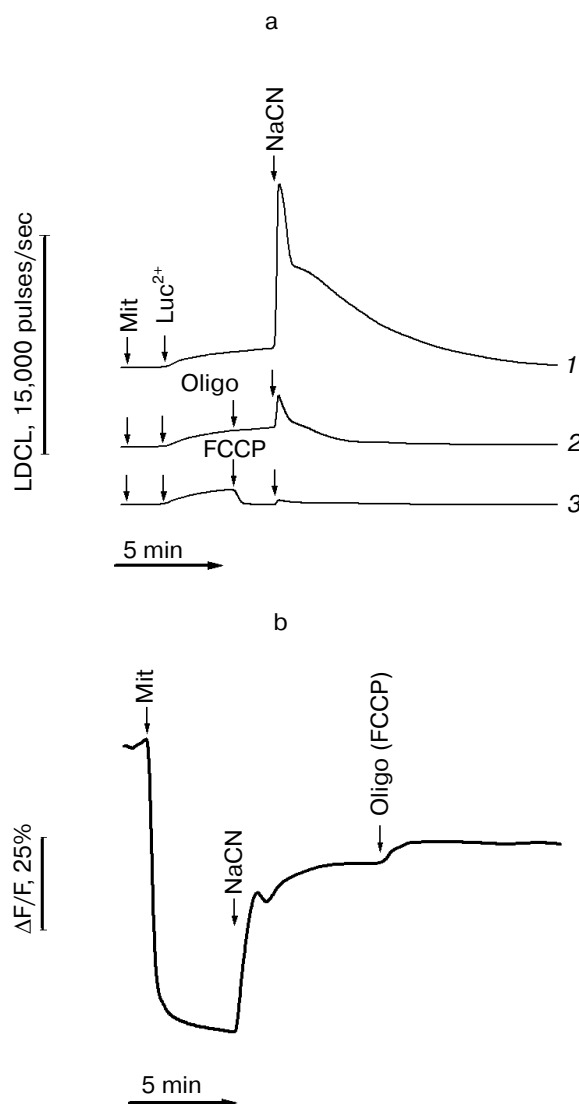 a
NaCN
Mit
Luc²⁺
LDCL, 15,000 pulses/sec
1
Oligo
2
FCCP
3
5 min
b
Mit
NaCN
Oligo (FCCP)
ΔF/F, 25%
5 min